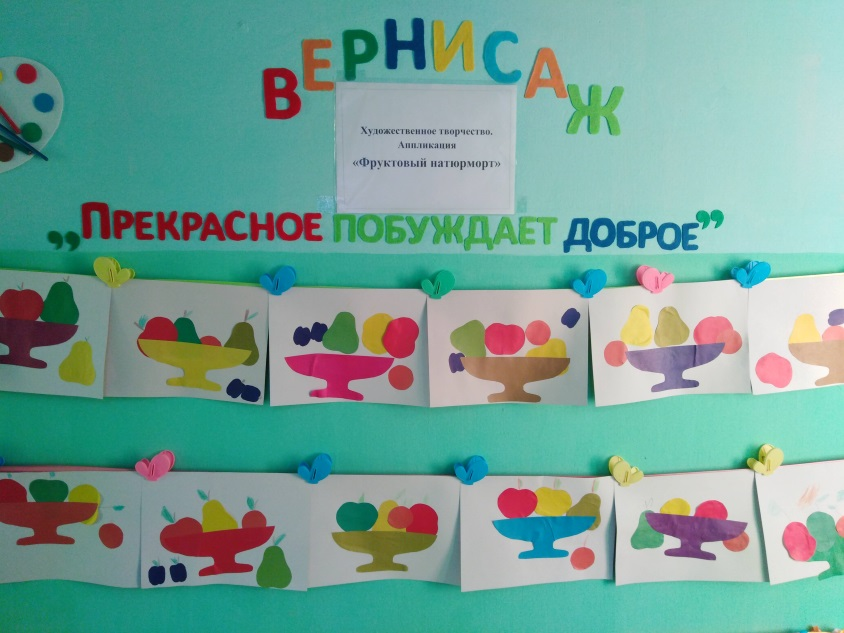 ВЕРНИСАЖ
Художественное творчество.
Аппликация
«Фруктовый натюрморт»
„ПРЕКРАСНОЕ ПОБУЖДАЕТ ДОБРОЕ”